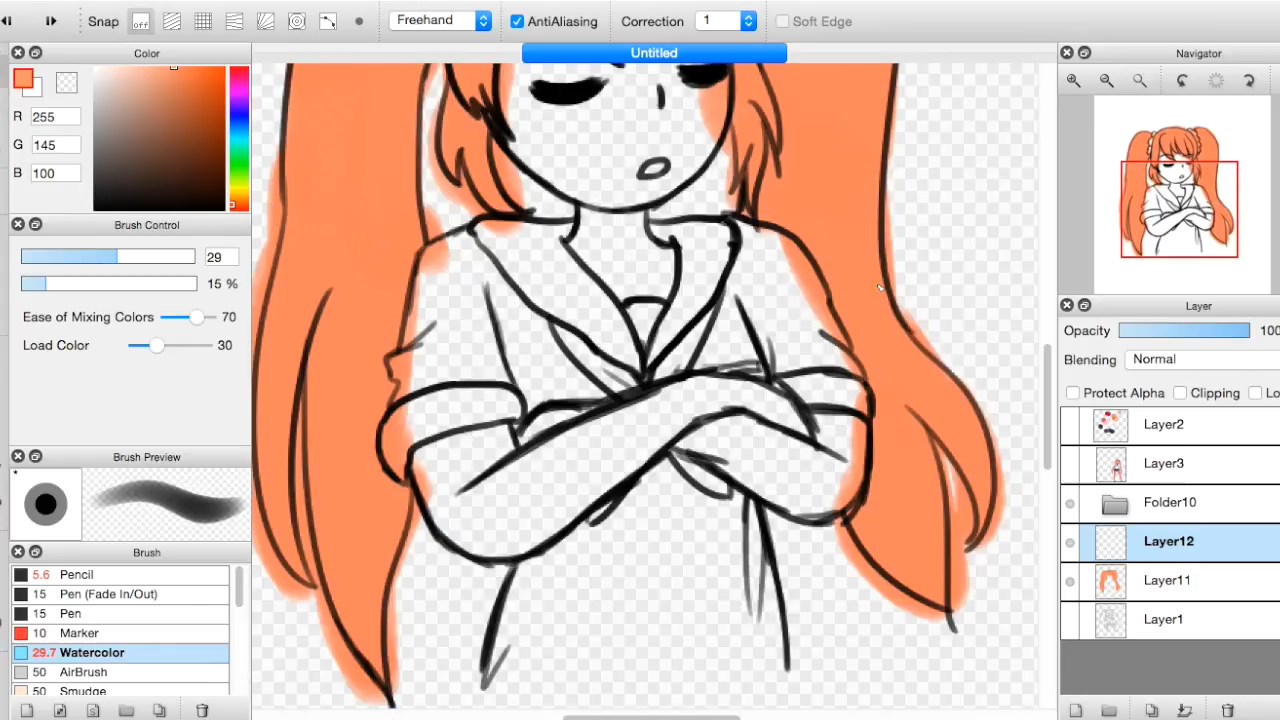 Snap off Freehand AntiAliasing Correction 1 Soft Edge
Color
R 255
G 145
B 100
Brush Control
29
15 %
Ease of Mixing Colors 70
Load Color 30
Brush Preview
*
Brush
5.6 Pencil
15 Pen (Fade In/Out)
15 Pen
10 Marker
29.7 Watercolor
50 AirBrush
50 Smudge
Untitled
Navigator
Layer
Opacity 100
Blending Normal
Protect Alpha Clipping Lo
Layer2
Layer3
Folder10
Layer12
Layer11
Layer1